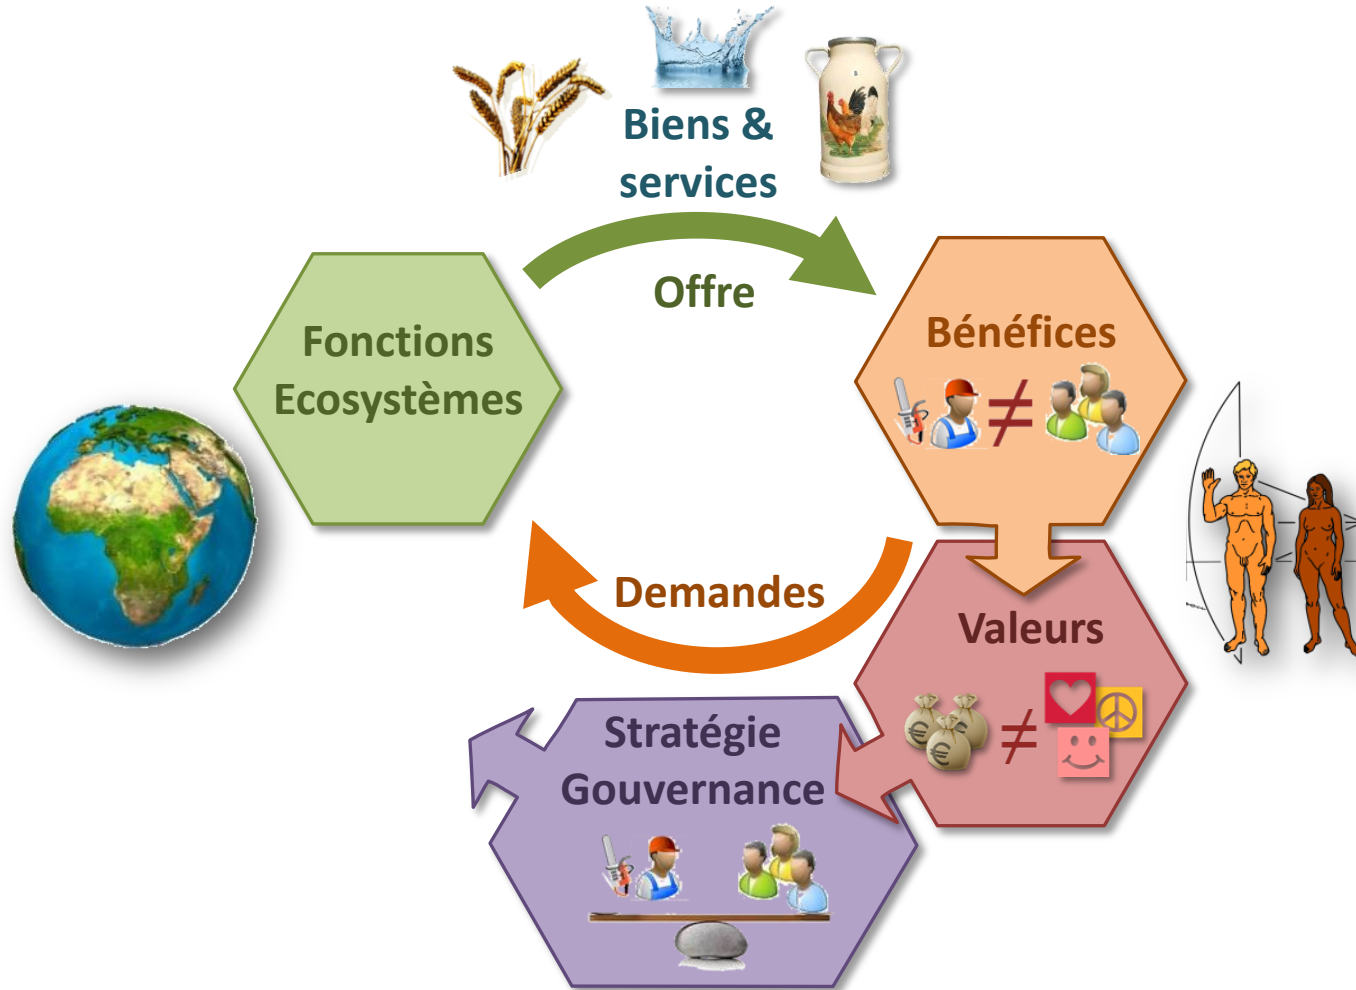 Biens &
services
Offre
Fonctions
Ecosystèmes
Bénéfices
≠
Demandes
Valeurs
€ € €
≠
Stratégie
Gouvernance